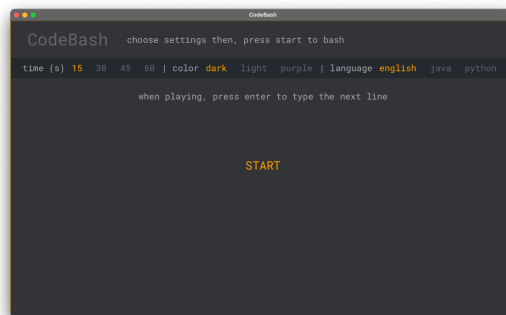 CodeBash
CodeBash choose settings then, press start to bash
time (s) 15 30 45 60 | color dark light purple | language english java python
when playing, press enter to type the next line
START